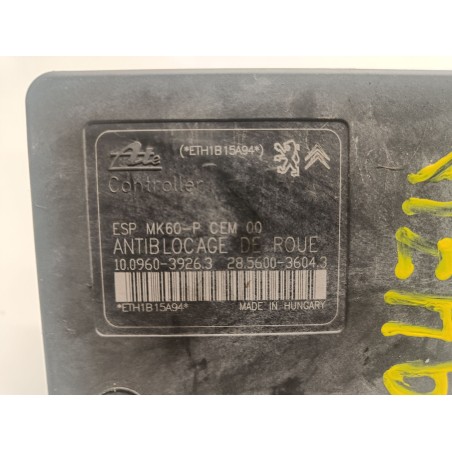 (*ETH1B15A94*)
Ate
Controller
ESP MK60-P CEM 00
ANTIBLOCAGE DE ROUE
10.0960-3926.3 28.5600-3604.3
*ETH1B15A94*
MADE IN HUNGARY